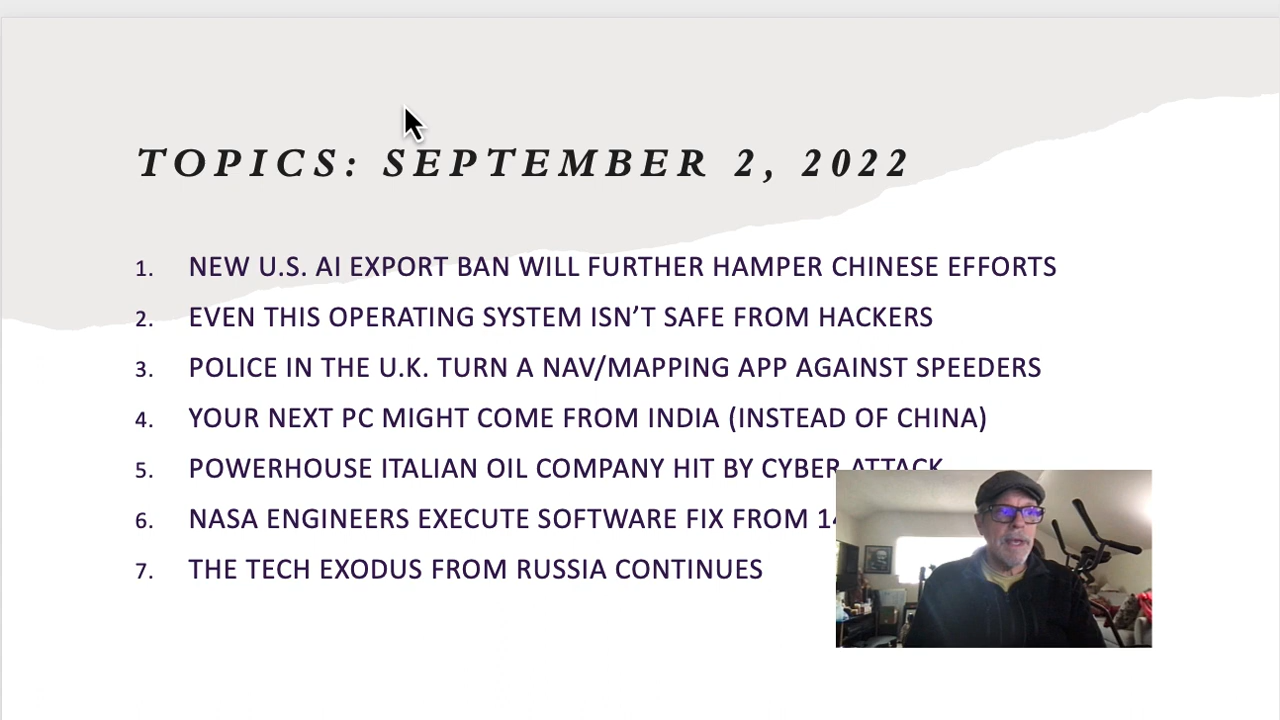 TOPICS: SEPTEMBER 2, 2022
1. NEW U.S. AI EXPORT BAN WILL FURTHER HAMPER CHINESE EFFORTS
2. EVEN THIS OPERATING SYSTEM ISN’T SAFE FROM HACKERS
3. POLICE IN THE U.K. TURN A NAV/MAPPING APP AGAINST SPEEDERS
4. YOUR NEXT PC MIGHT COME FROM INDIA (INSTEAD OF CHINA)
5. POWERHOUSE ITALIAN OIL COMPANY HIT BY CYBER ATTACK
6. NASA ENGINEERS EXECUTE SOFTWARE FIX FROM
7. THE TECH EXODUS FROM RUSSIA CONTINUES